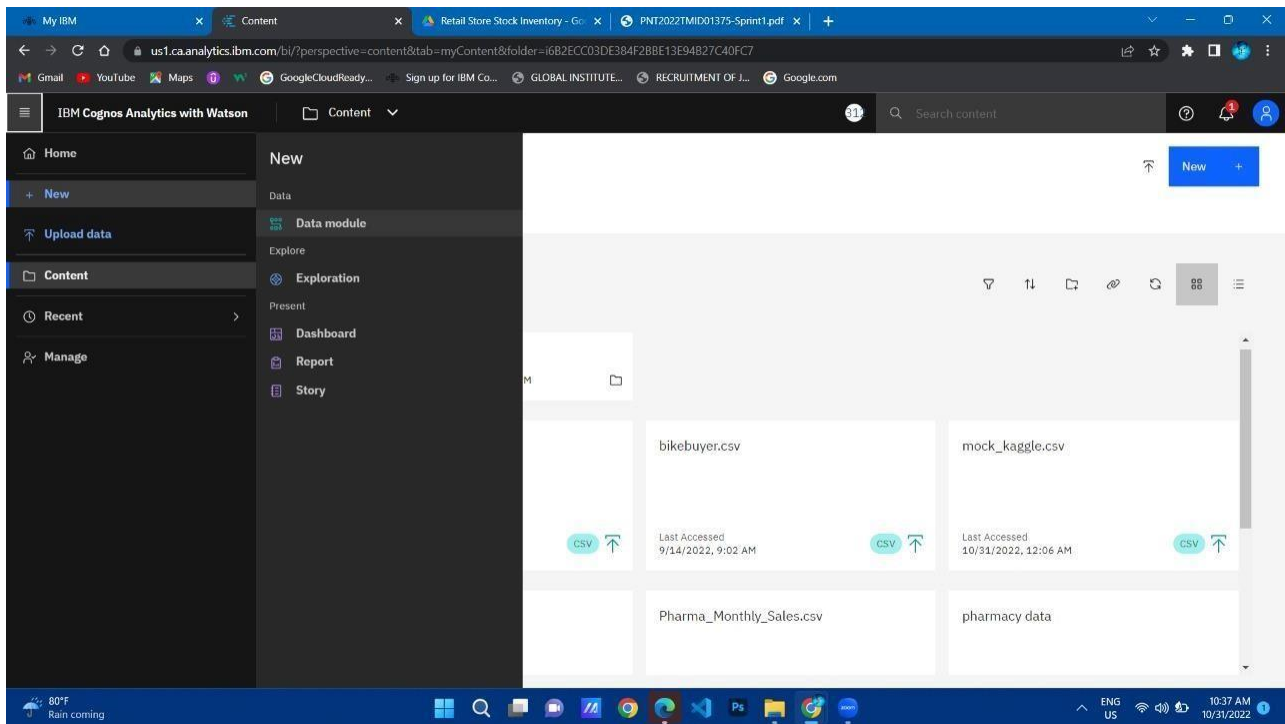 My IBM
Content
Retail Store Stock Inventory - Go
PNT2022TMID01375-Sprint1.pdf
us1.ca.analytics.ibm.com/bi/?perspective=content&tab=myContent&folder=i6B2ECC03DE384F2BBE13E94B27C40FC7
Gmail YouTube Maps GoogleCloudReady... Sign up for IBM Co... GLOBAL INSTITUTE... RECRUITMENT OF J... Google.com
IBM Cognos Analytics with Watson Content Search content 1
Home
New
Upload data
Content
Recent
Manage
New
Data
Data module
Explore
Exploration
Present
Dashboard
Report
Story
New +
M
bikebuyer.csv
mock_kaggle.csv
CSV
Last Accessed
9/14/2022, 9:02 AM
CSV
Last Accessed
10/31/2022, 12:06 AM
CSV
Pharma_Monthly_Sales.csv
pharmacy data
80°F
Rain coming
Ps
zoom
ENG
US
10:37 AM
10/31/2022
1